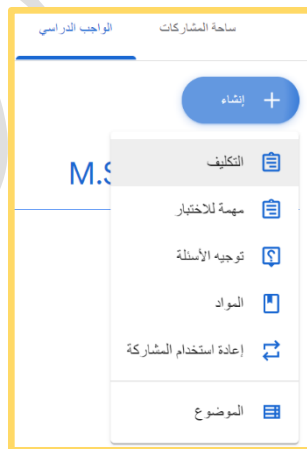 ساحة المشاركات
الواجب الدراسي
+ إنشاء
M.S
التكليف
مهمة للاختبار
توجيه الأسئلة
المواد
إعادة استخدام المشاركة
الموضوع